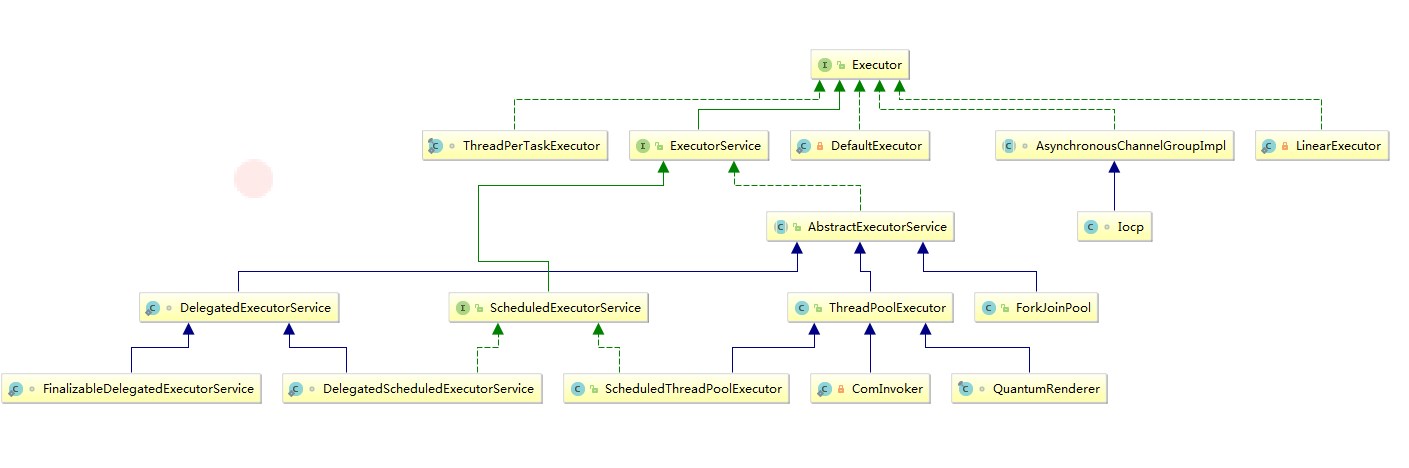 Executor
ThreadPerTaskExecutor
ExecutorService
DefaultExecutor
AsynchronousChannelGroupImpl
LinearExecutor
AbstractExecutorService
Iocp
DelegatedExecutorService
ScheduledExecutorService
ThreadPoolExecutor
ForkJoinPool
FinalizableDelegatedExecutorService
DelegatedScheduledExecutorService
ScheduledThreadPoolExecutor
ComInvoker
QuantumRenderer